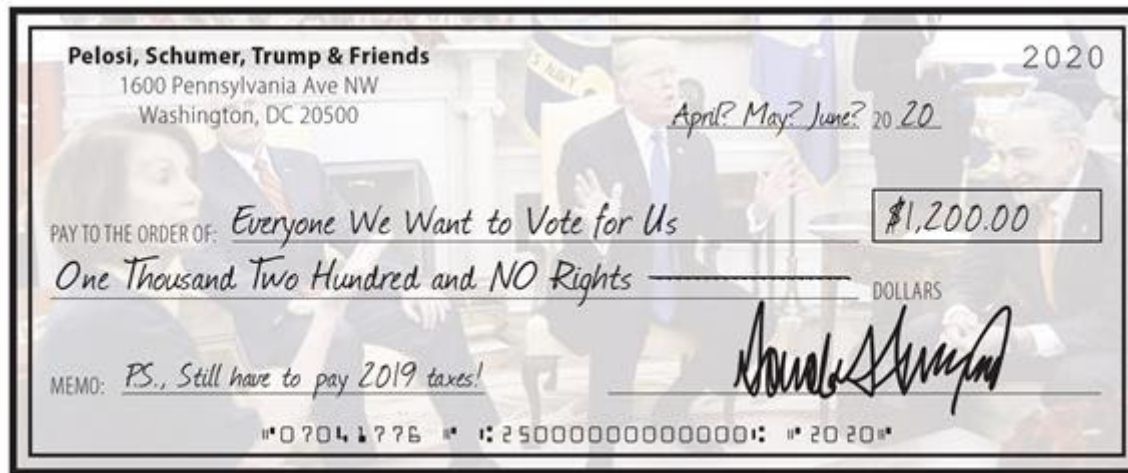 Pelosi, Schumer, Trump & Friends
1600 Pennsylvania Ave NW
Washington, DC 20500
2020
April? May? June? 20 20
PAY TO THE ORDER OF: Everyone We Want to Vote for Us $1,200.00
One Thousand Two Hundred and NO Rights DOLLARS
MEMO: P.S., Still have to pay 2019 taxes!
⑈07041776 ⑈ ⑆250000000000000⑆ ⑈2020⑈